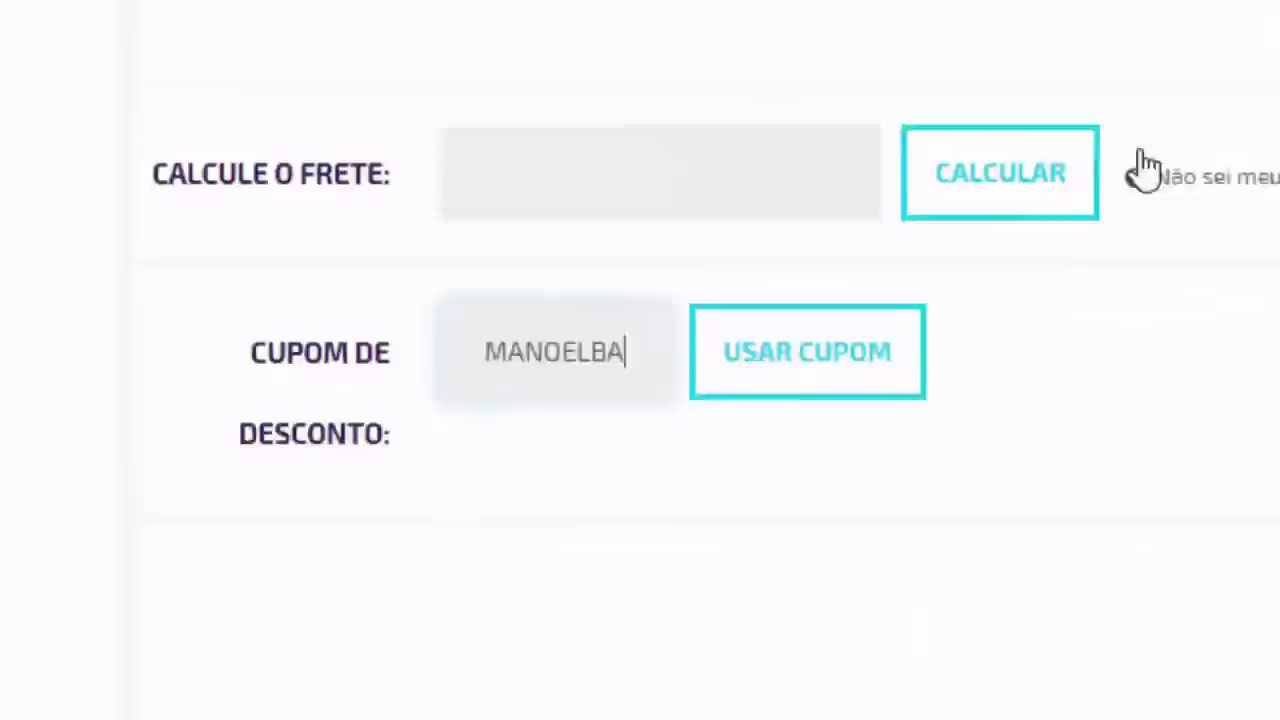 CALCULE O FRETE:
CALCULAR
Não sei meu
CUPOM DE
DESCONTO:
MANOELBA
USAR CUPOM